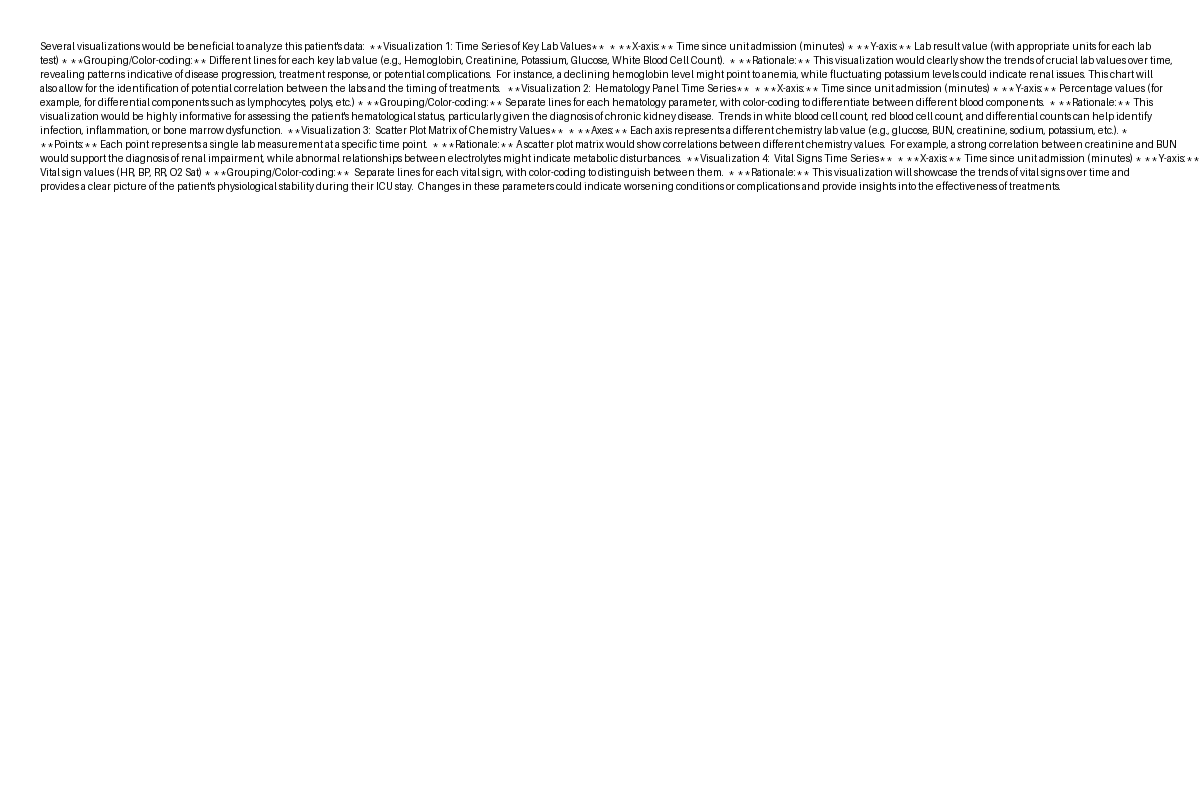 Several visualizations would be beneficial to analyze this patient's data:  **Visualization 1: Time Series of Key Lab Values**  * **X-axis:** Time since unit admission (minutes) * **Y-axis:** Lab result value (with appropriate units for each lab
test) * **Grouping/Color-coding:** Different lines for each key lab value (e.g., Hemoglobin, Creatinine, Potassium, Glucose, White Blood Cell Count).  * **Rationale:** This visualization would clearly show the trends of crucial lab values over time,
revealing patterns indicative of disease progression, treatment response, or potential complications.  For instance, a declining hemoglobin level might point to anemia, while fluctuating potassium levels could indicate renal issues. This chart will
also allow for the identification of potential correlation between the labs and the timing of treatments.  **Visualization 2:  Hematology Panel Time Series**  * **X-axis:** Time since unit admission (minutes) * **Y-axis:** Percentage values (for
example, for differential components such as lymphocytes, polys, etc.) * **Grouping/Color-coding:** Separate lines for each hematology parameter, with color-coding to differentiate between different blood components.  * **Rationale:** This
visualization would be highly informative for assessing the patient's hematological status, particularly given the diagnosis of chronic kidney disease.  Trends in white blood cell count, red blood cell count, and differential counts can help identify
infection, inflammation, or bone marrow dysfunction.  **Visualization 3:  Scatter Plot Matrix of Chemistry Values**  * **Axes:** Each axis represents a different chemistry lab value (e.g., glucose, BUN, creatinine, sodium, potassium, etc.). *
**Points:** Each point represents a single lab measurement at a specific time point.  * **Rationale:** A scatter plot matrix would show correlations between different chemistry values.  For example, a strong correlation between creatinine and BUN
would support the diagnosis of renal impairment, while abnormal relationships between electrolytes might indicate metabolic disturbances.  **Visualization 4:  Vital Signs Time Series**  * **X-axis:** Time since unit admission (minutes) * **Y-axis:**
Vital sign values (HR, BP, RR, O2 Sat) * **Grouping/Color-coding:**  Separate lines for each vital sign, with color-coding to distinguish between them.  * **Rationale:** This visualization will showcase the trends of vital signs over time and
provides a clear picture of the patient's physiological stability during their ICU stay.  Changes in these parameters could indicate worsening conditions or complications and provide insights into the effectiveness of treatments.